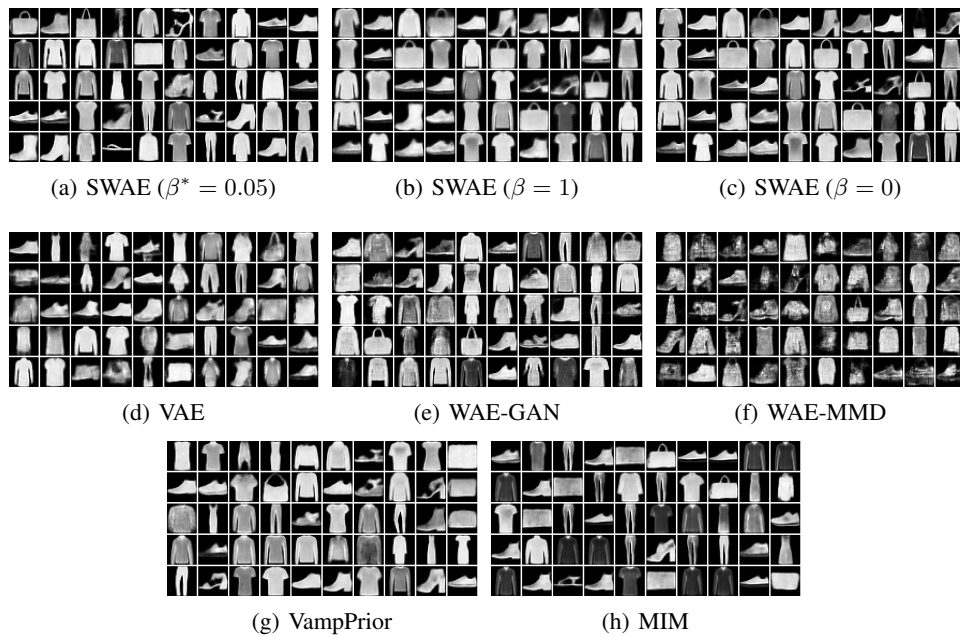 (a) SWAE (β* = 0.05)
(b) SWAE (β = 1)
(c) SWAE (β = 0)
(d) VAE
(e) WAE-GAN
(f) WAE-MMD
(g) VampPrior
(h) MIM